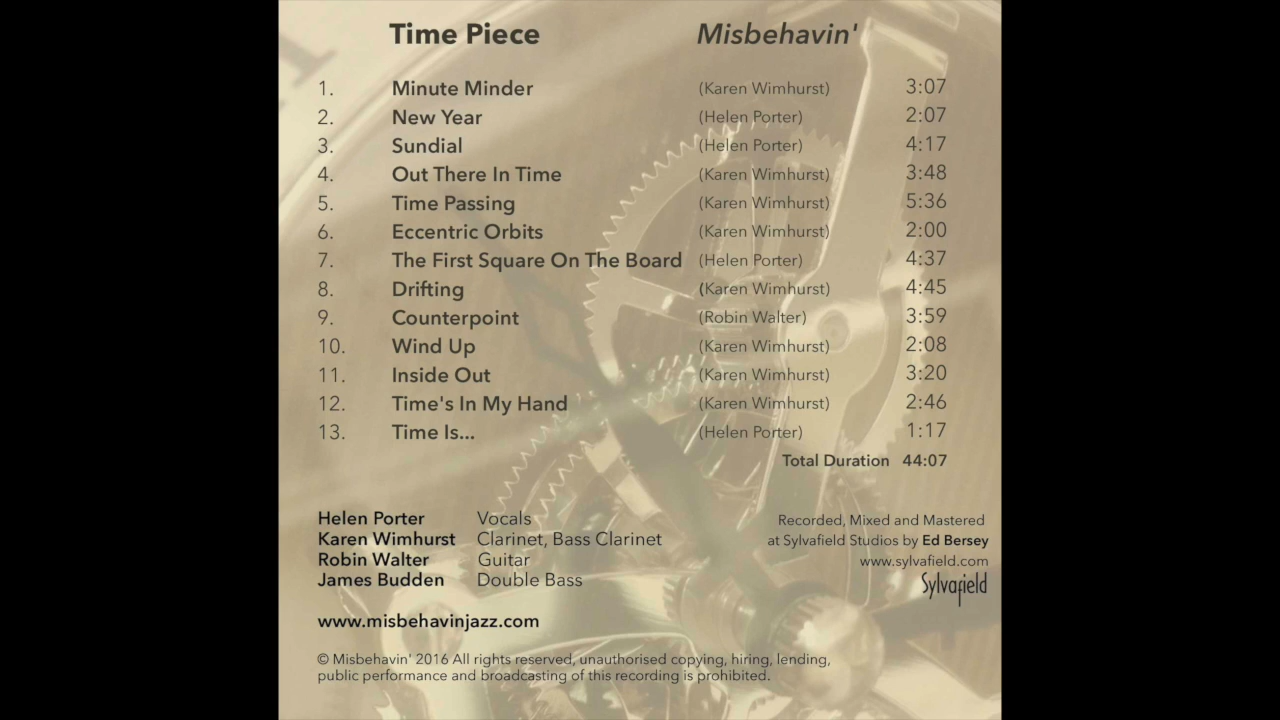 Time Piece Misbehavin'
1. Minute Minder (Karen Wimhurst) 3:07
2. New Year (Helen Porter) 2:07
3. Sundial (Helen Porter) 4:17
4. Out There In Time (Karen Wimhurst) 3:48
5. Time Passing (Karen Wimhurst) 5:36
6. Eccentric Orbits (Karen Wimhurst) 2:00
7. The First Square On The Board (Helen Porter) 4:37
8. Drifting (Karen Wimhurst) 4:45
9. Counterpoint (Robin Walter) 3:59
10. Wind Up (Karen Wimhurst) 2:08
11. Inside Out (Karen Wimhurst) 3:20
12. Time's In My Hand (Karen Wimhurst) 2:46
13. Time Is... (Helen Porter) 1:17
Total Duration 44:07
Helen Porter Vocals
Karen Wimhurst Clarinet, Bass Clarinet
Robin Walter Guitar
James Budden Double Bass
Recorded, Mixed and Mastered
at Sylvafield Studios by Ed Bersey
www.sylvafield.com
Sylvafield
www.misbehavinjazz.com
© Misbehavin' 2016 All rights reserved, unauthorised copying, hiring, lending,
public performance and broadcasting of this recording is prohibited.